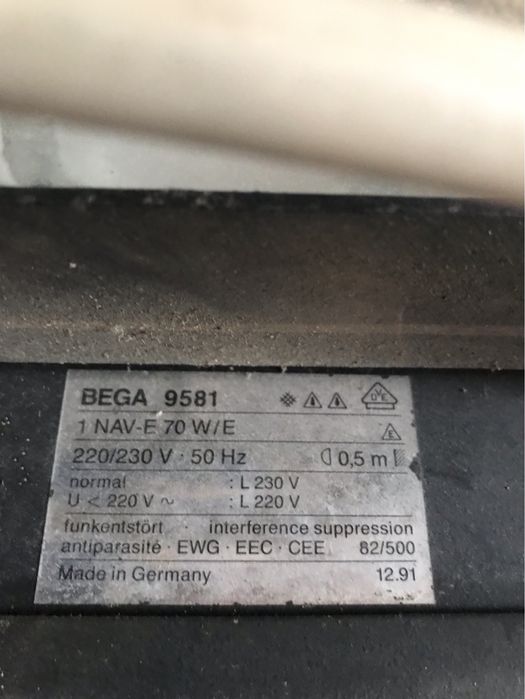 BEGA 9581 DVE
1 NAV-E 70 W/E E
220/230 V · 50 Hz 0,5 m
normal : L 230 V
U < 220 V ~ : L 220 V
funkentstört · interference suppression
antiparasité · EWG · EEC · CEE 82/500
Made in Germany 12.91